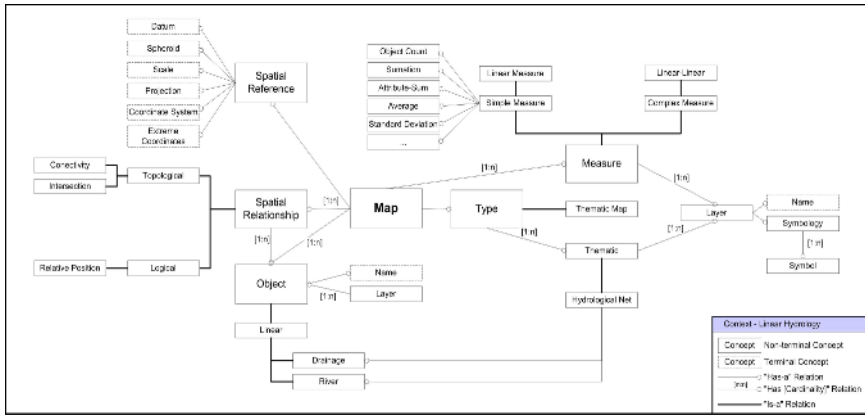 Datum
Spheroid
Scale
Projection
Coordinate System
Extreme
Coordinates
Spatial
Reference
Object Count
Sumation
Attribute-Sum
Average
Standard Deviation
...
Linear Measure
Simple Measure
Linear-Linear
Complex Measure
Measure
[1:n]
[1:n]
Conectivity
Intersection
Topological
Spatial
Relationship
[1:n]
Map
Type
Thematic Map
Layer
Name
Symbology
[1:n]
Symbol
[1:n]
[1:n]
[1:n]
[1:n]
Thematic
Relative Position
Logical
Object
Name
[1:n]
Layer
Hydrological Net
Linear
Drainage
River
Context - Linear Hydrology
Concept Non-terminal Concept
Concept Terminal Concept
"Has-a" Relation
"Has [Cardinality]" Relation
"Is-a" Relation